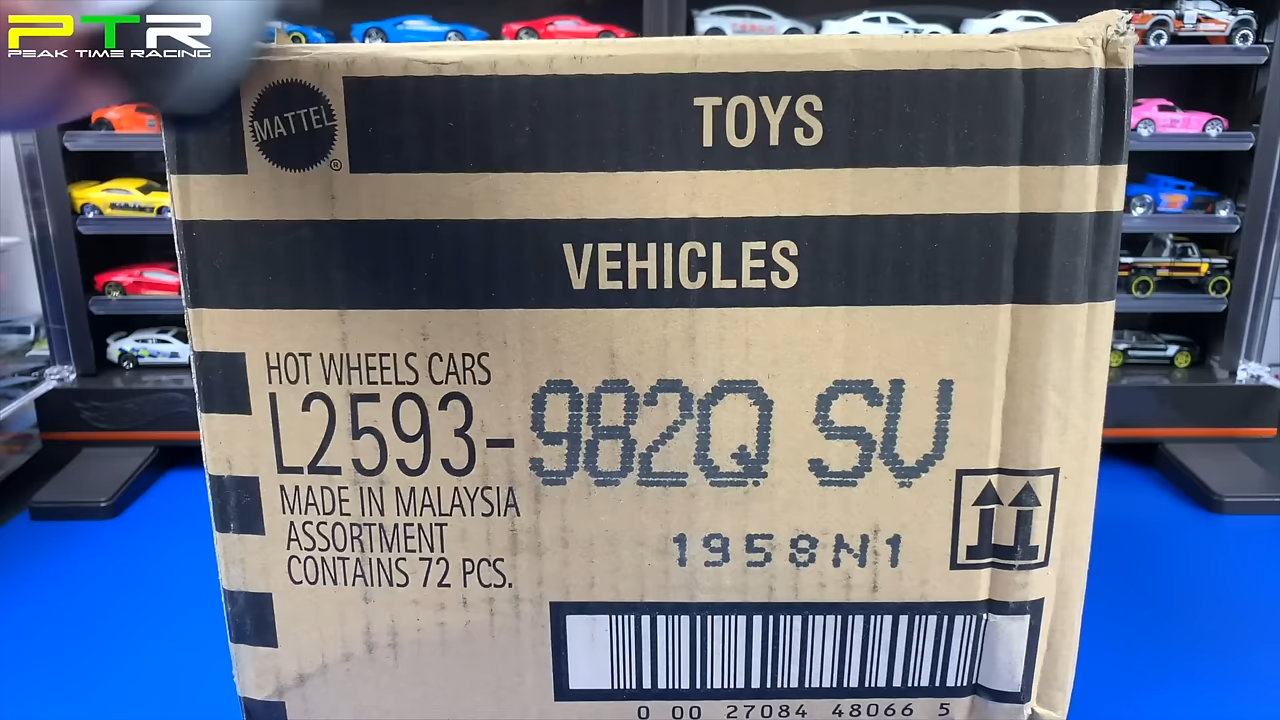 PTR
PEAK TIME RACING
MATTEL
®
TOYS
VEHICLES
HOT WHEELS CARS
L2593-982Q SV
MADE IN MALAYSIA
ASSORTMENT
CONTAINS 72 PCS.
1958N1
0 00 27084 48066 5